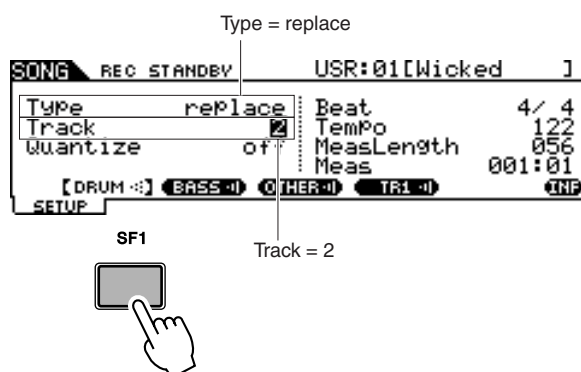 Type = replace
SONG REC STANDBY USR:01[Wicked ]
Type replace Beat 4/ 4
Track 2 Tempo 122
Quantize off MeasLength 056
Meas 001:01
[DRUM] BASS OTHER TR1 INF
SETUP
SF1
Track = 2